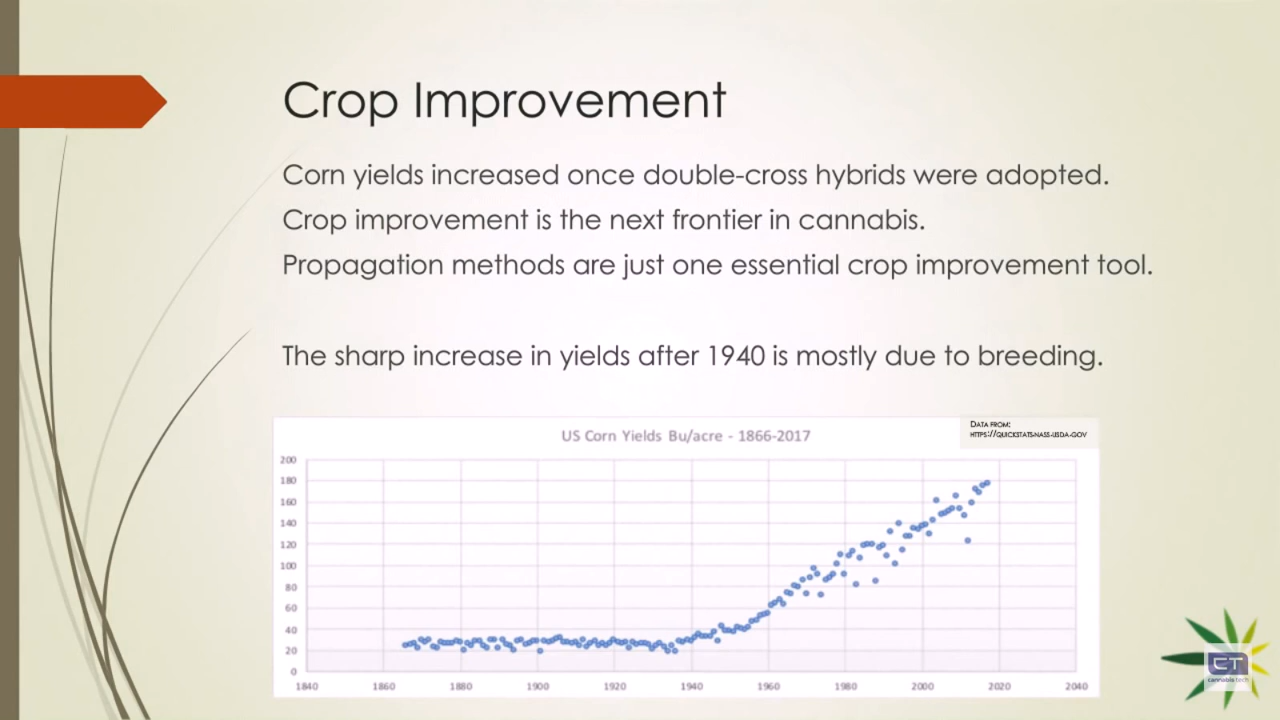 Crop Improvement
Corn yields increased once double-cross hybrids were adopted.
Crop improvement is the next frontier in cannabis.
Propagation methods are just one essential crop improvement tool.
The sharp increase in yields after 1940 is mostly due to breeding.
US Corn Yields Bu/acre - 1866-2017
DATA FROM:
HTTPS://QUICKSTATS-NASS-USDA-GOV
200
180
160
140
120
100
80
60
40
20
0
1840 1860 1880 1900 1920 1940 1960 1980 2000 2020 2040
CT
cannabis tech